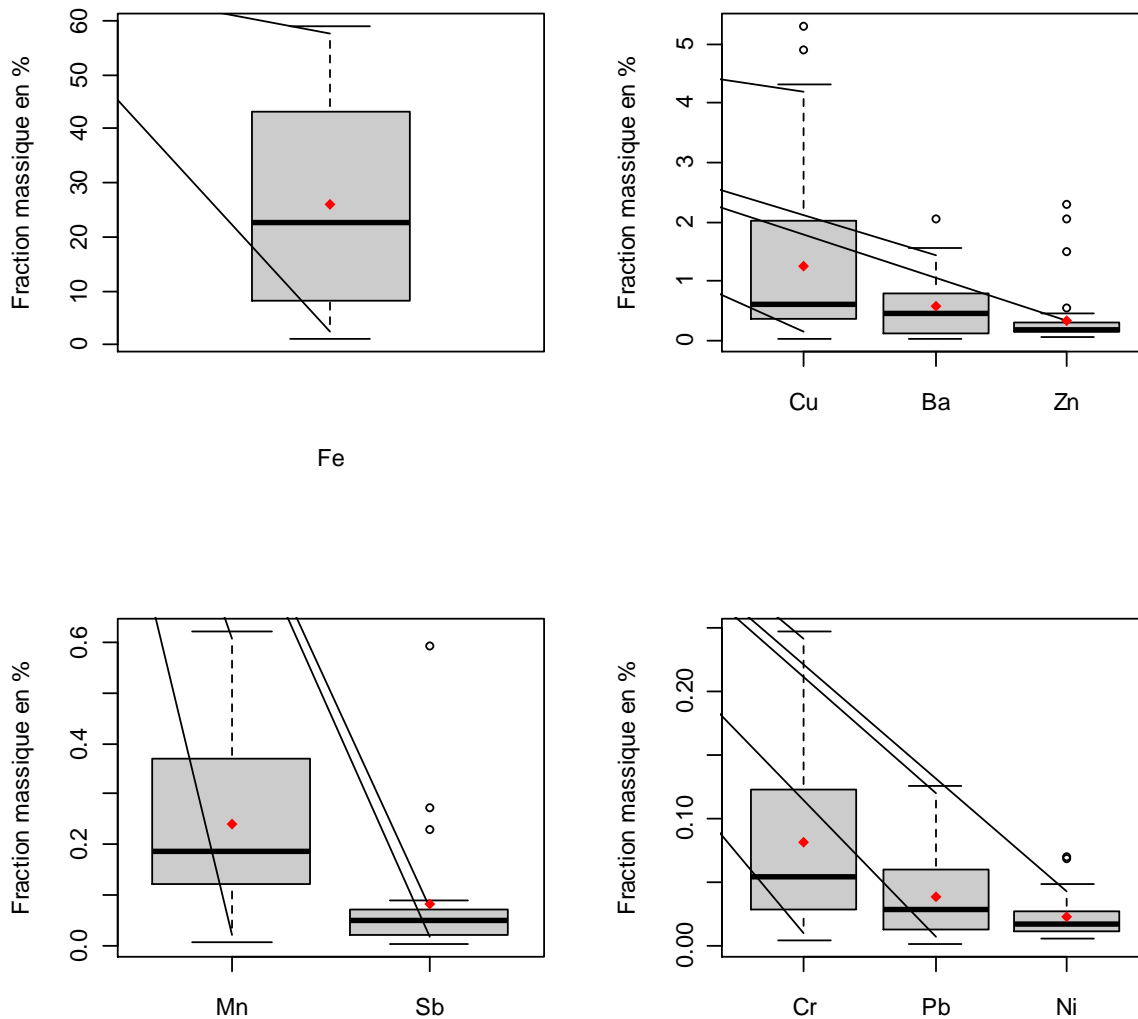 Fraction massique en %
60
50
40
30
20
10
0
Fe
Fraction massique en %
5
4
3
2
1
0
Cu Ba Zn
Fraction massique en %
0.6
0.4
0.2
0.0
Mn Sb
Fraction massique en %
0.20
0.10
0.00
Cr Pb Ni